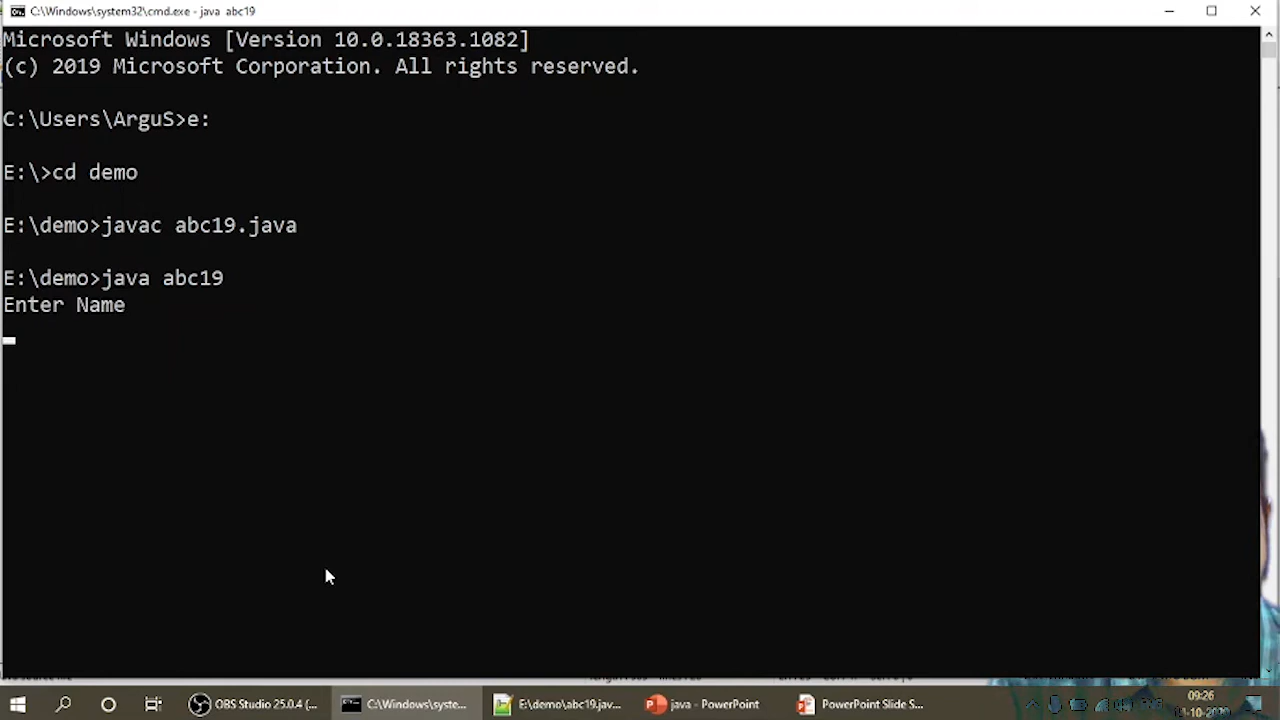 C:\Windows\system32\cmd.exe - java  abc19
Microsoft Windows [Version 10.0.18363.1082]
(c) 2019 Microsoft Corporation. All rights reserved.
C:\Users\ArguS>e:
E:\>cd demo
E:\demo>javac abc19.java
E:\demo>java abc19
Enter Name
OBS Studio 25.0.4 (...
C:\Windows\syste...
E:\demo\abc19.jav...
java - PowerPoint
PowerPoint Slide S...
09:26